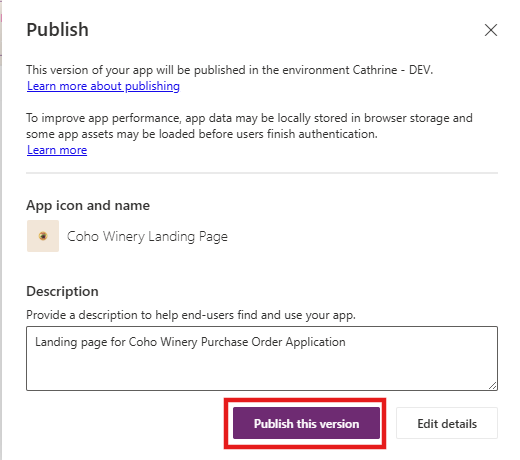 Publish
This version of your app will be published in the environment Cathrine - DEV.
Learn more about publishing
To improve app performance, app data may be locally stored in browser storage and
some app assets may be loaded before users finish authentication.
Learn more
App icon and name
Coho Winery Landing Page
Description
Provide a description to help end-users find and use your app.
Landing page for Coho Winery Purchase Order Application
Publish this version
Edit details